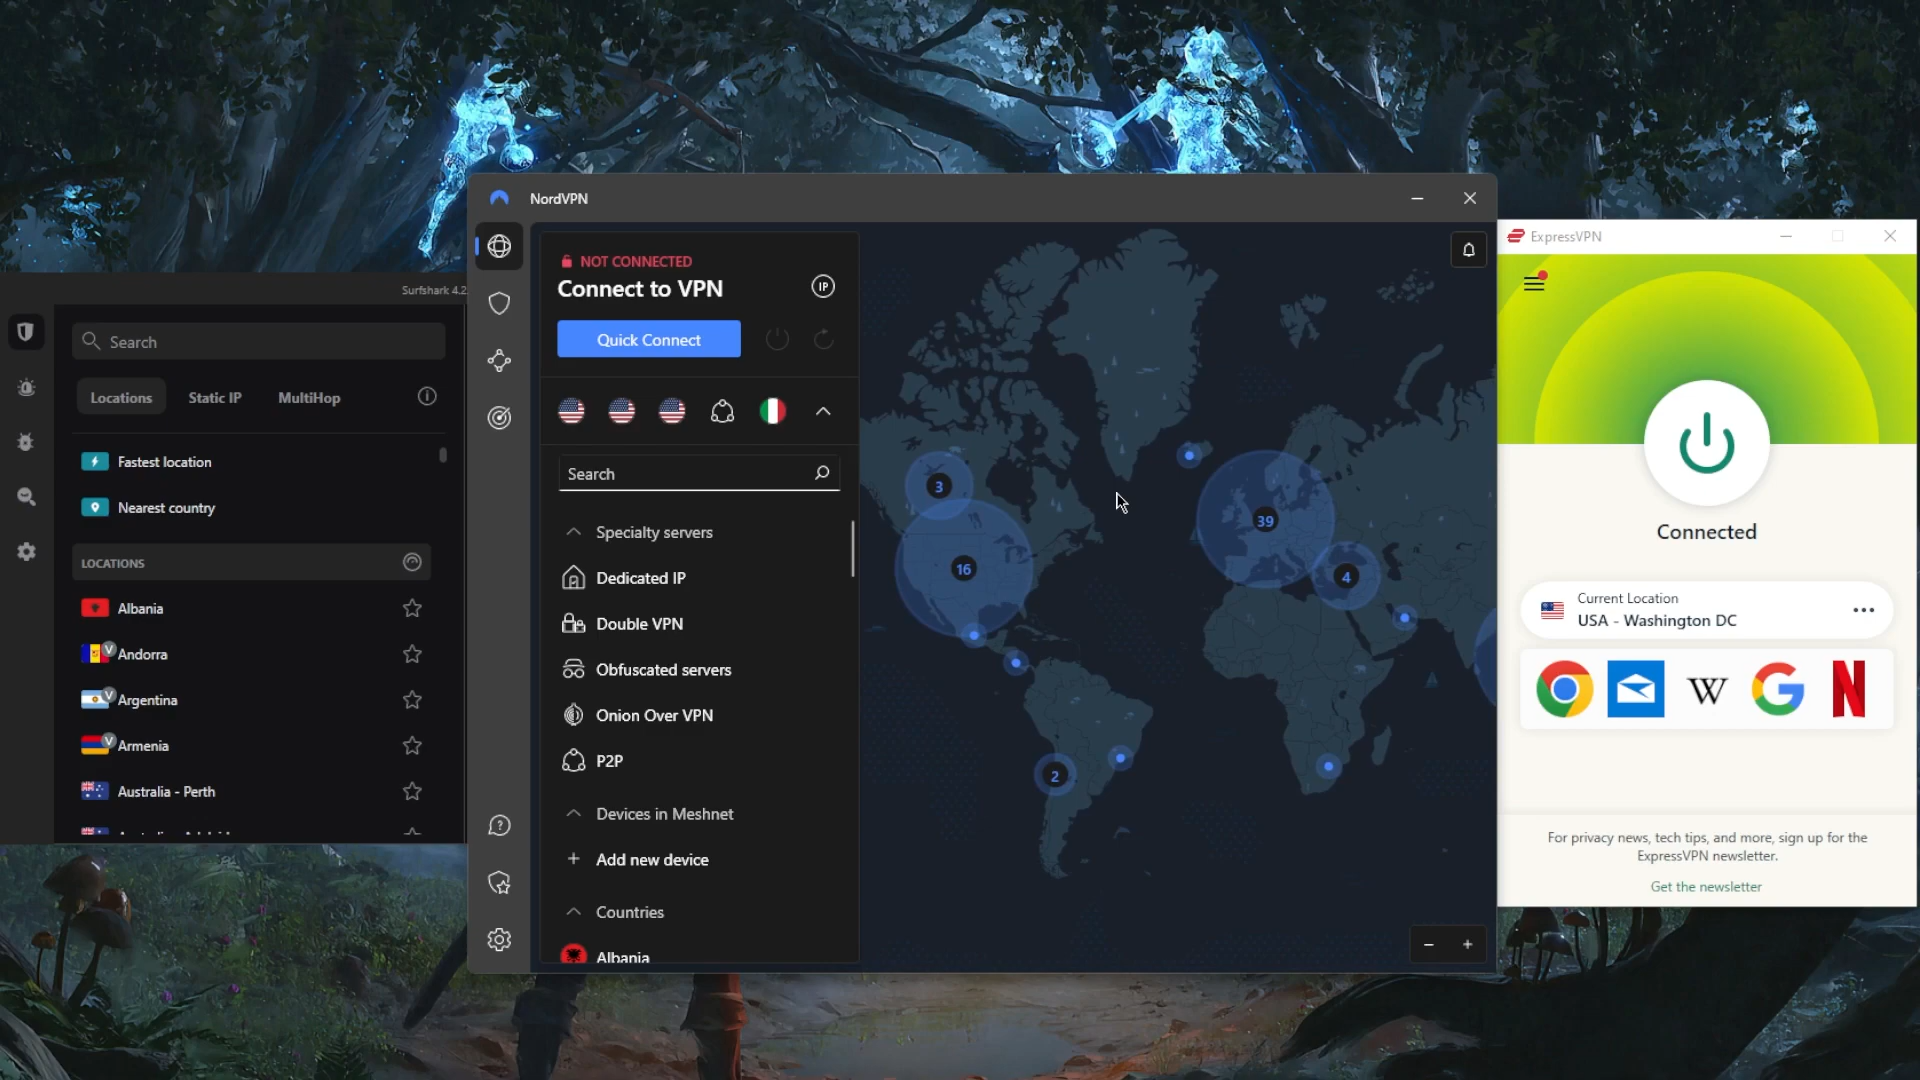 Surfshark 4.2
Search
Locations
Static IP
MultiHop
Fastest location
Nearest country
LOCATIONS
Albania
V
Andorra
V
Argentina
V
Armenia
Australia - Perth
NordVPN
NOT CONNECTED
Connect to VPN
IP
Quick Connect
Search
Specialty servers
Dedicated IP
Double VPN
Obfuscated servers
Onion Over VPN
P2P
Devices in Meshnet
+ Add new device
Countries
Albania
3
16
39
4
2
- +
ExpressVPN
Connected
Current Location
USA - Washington DC
W
G
N
For privacy news, tech tips, and more, sign up for the
ExpressVPN newsletter.
Get the newsletter